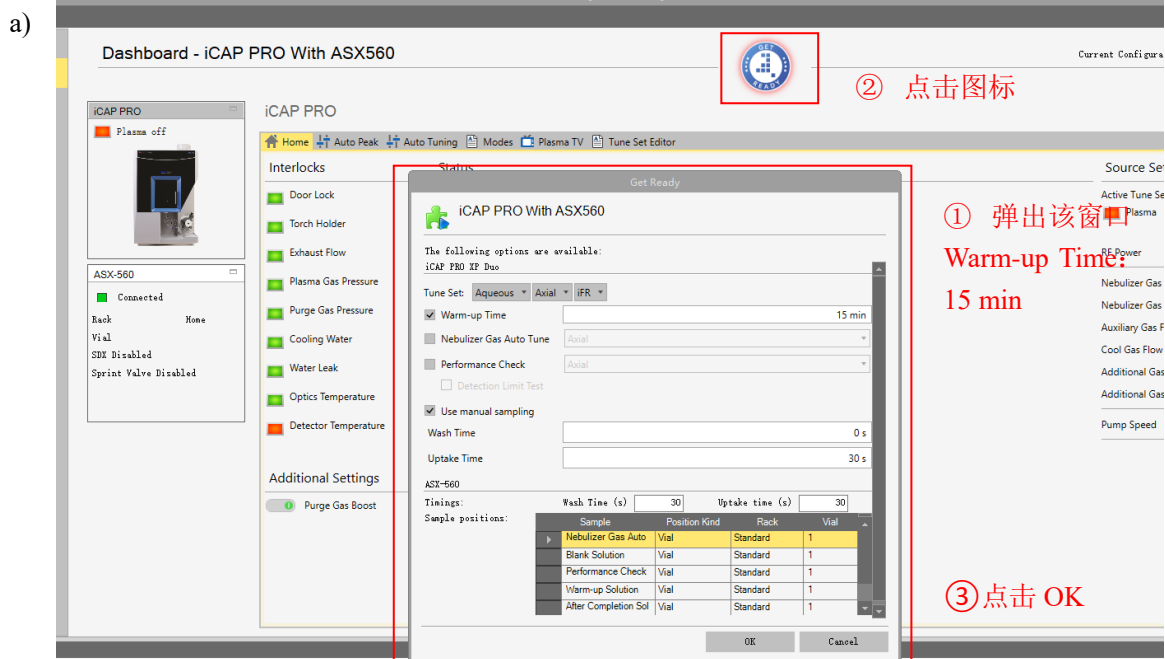 a)
Dashboard - iCAP PRO With ASX560
GET
READY
Current Configura
② 点击图标
iCAP PRO
Plasma off
iCAP PRO
Home Auto Peak Auto Tuning Modes Plasma TV Tune Set Editor
Interlocks
Status
Source Set
Door Lock
Torch Holder
Exhaust Flow
Plasma Gas Pressure
Purge Gas Pressure
Cooling Water
Water Leak
Optics Temperature
Detector Temperature
Additional Settings
Purge Gas Boost
ASX-560
Connected
Rack Home
Vial
SDX Disabled
Sprint Valve Disabled
Get Ready
iCAP PRO With ASX560
The following options are available:
iCAP PRO XP Duo
Tune Set: Aqueous Axial iFR
Warm-up Time 15 min
Nebulizer Gas Auto Tune Axial
Performance Check Axial
Detection Limit Test
Use manual sampling
Wash Time 0 s
Uptake Time 30 s
ASX-560
Timings: Wash Time (s) 30 Uptake time (s) 30
Sample positions:
Sample Position Kind Rack Vial
Nebulizer Gas Auto Vial Standard 1
Blank Solution Vial Standard 1
Performance Check Vial Standard 1
Warm-up Solution Vial Standard 1
After Completion Sol Vial Standard 1
OK Cancel
① 弹出该窗口
Warm-up Time：
15 min
③点击 OK
Active Tune Se
Plasma
RF Power
Nebulizer Gas
Nebulizer Gas
Auxiliary Gas F
Cool Gas Flow
Additional Gas
Additional Gas
Pump Speed